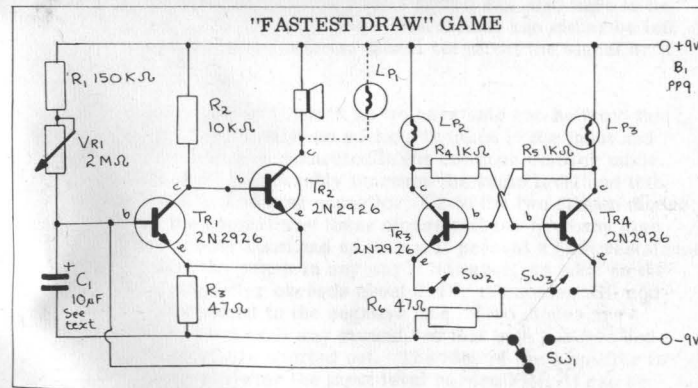 "FASTEST DRAW" GAME
R1 150KΩ
VR1
2MΩ
C1
10µF
See
text
b
c
e
TR1
2N2926
R2
10KΩ
R3
47Ω
b
e
TR2
2N2926
LP1
LP3
R4 1KΩ
R5 1KΩ
b
e
TR3
2N2926
b
e
TR4
2N2926
SW2
SW3
R6 47Ω
SW1
+9V
B1
PP9
-9V